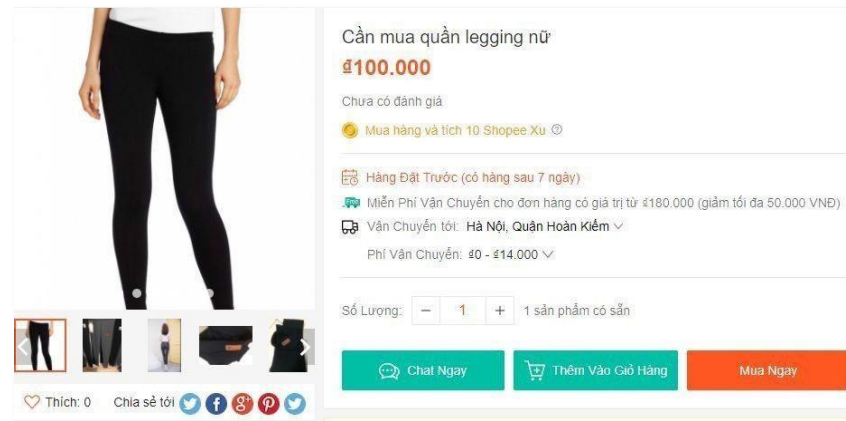 Cần mua quần legging nữ
₫100.000
Chưa có đánh giá
Mua hàng và tích 10 Shopee Xu
Hàng Đặt Trước (có hàng sau 7 ngày)
Miễn Phí Vận Chuyển cho đơn hàng có giá trị từ ₫180.000 (giảm tối đa 50.000 VNĐ)
Vận Chuyển tới: Hà Nội, Quận Hoàn Kiếm
Phí Vận Chuyển: ₫0 - ₫14.000
Số Lượng: − 1 + 1 sản phẩm có sẵn
Chat Ngay Thêm Vào Giỏ Hàng Mua Ngay
Thích: 0 Chia sẻ tới